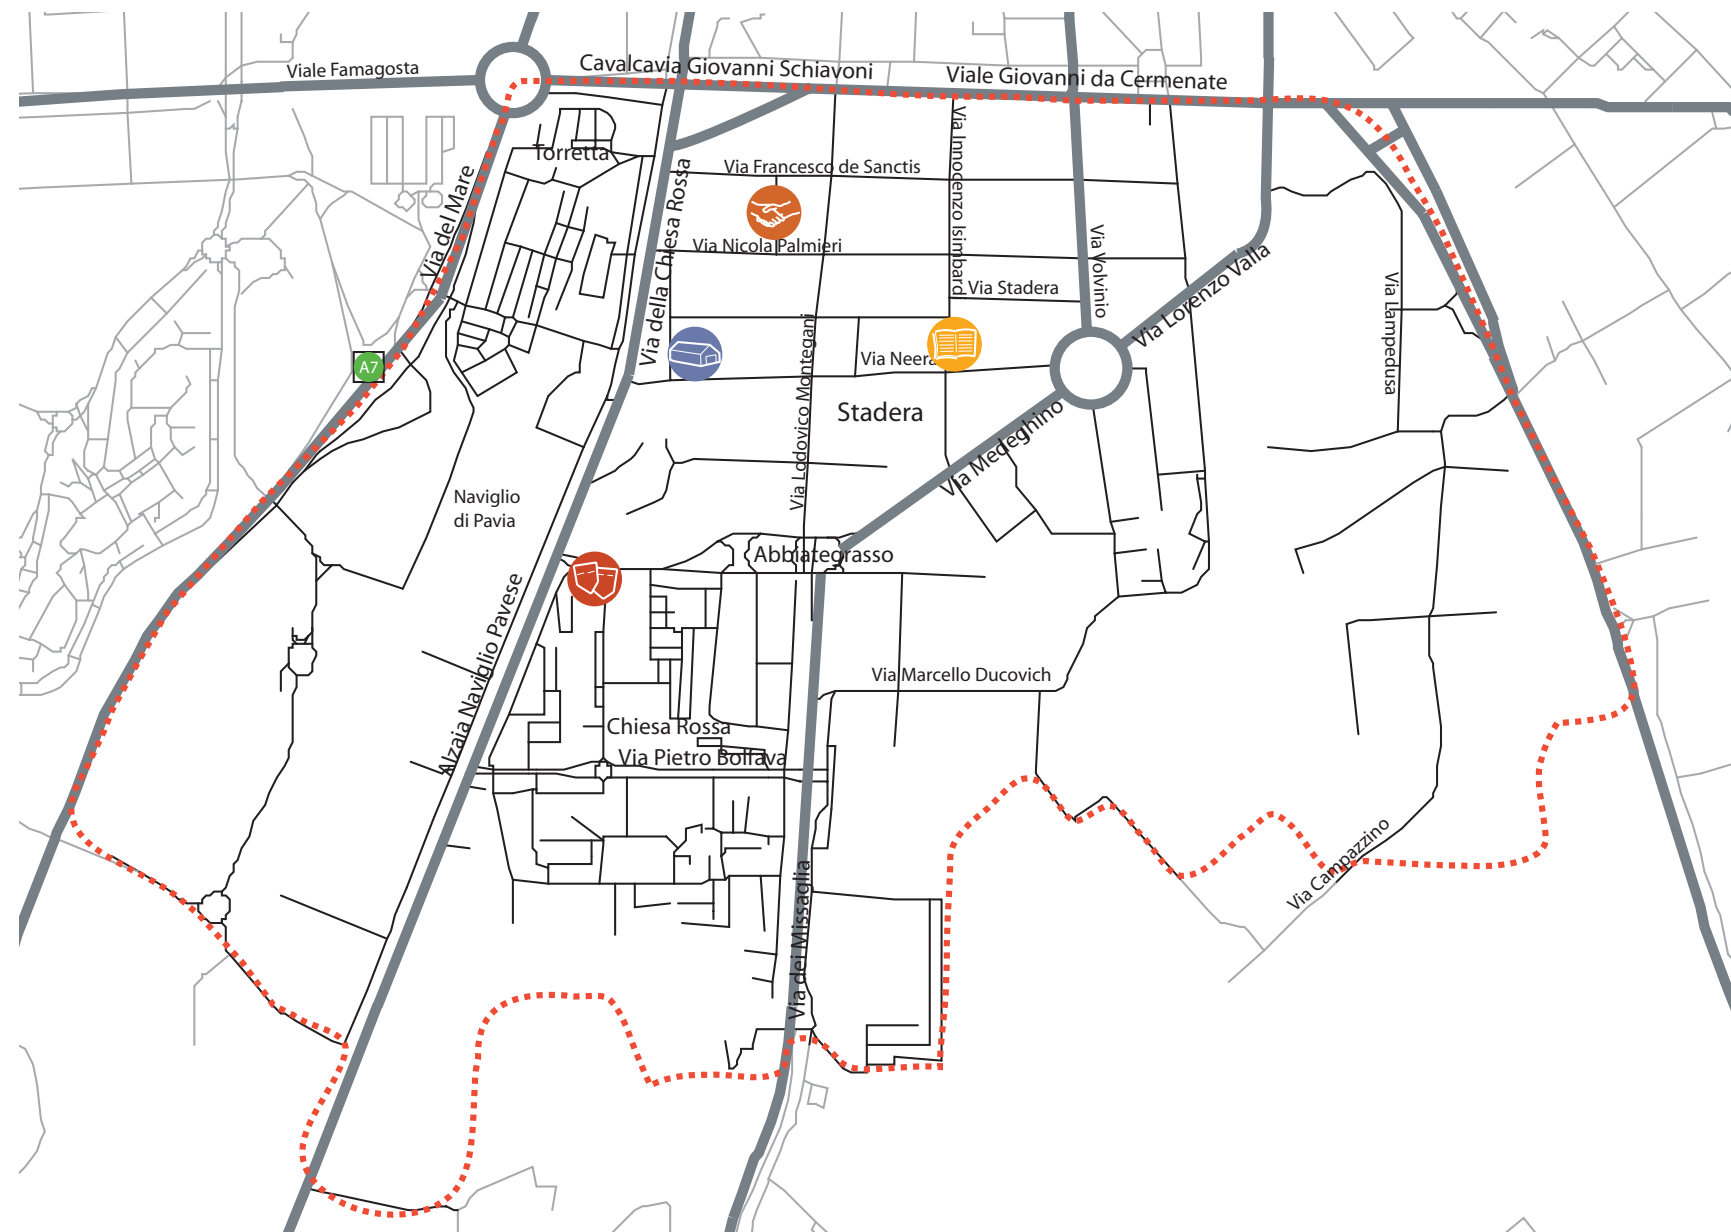 Viale Famagosta
Cavalcavia Giovanni Schiavoni
Viale Giovanni da Cermenate
Torretta
Via del Mare
Via della Chiesa Rossa
Via Francesco de Sanctis
Via Innocenzo Isimbardi
Via Nicola Palmieri
Via Volvinio
Via Lorenzo Valla
Via Stadera
Via Lampedusa
A7
Via Lodovico Montegani
Via Neera
Stadera
Via Medeghino
Naviglio
di Pavia
Abbiategrasso
Alzaia Naviglio Pavese
Via Marcello Ducovich
Chiesa Rossa
Via Pietro Boifava
Via dei Missaglia
Via Campazzino